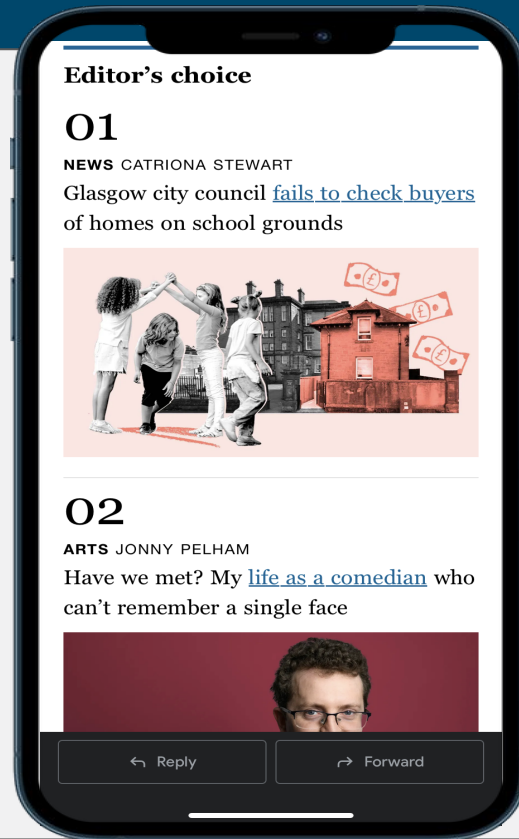 Editor’s choice
01
NEWS CATRIONA STEWART
Glasgow city council fails to check buyers
of homes on school grounds
£
£
£
02
ARTS JONNY PELHAM
Have we met? My life as a comedian who
can’t remember a single face
Reply Forward